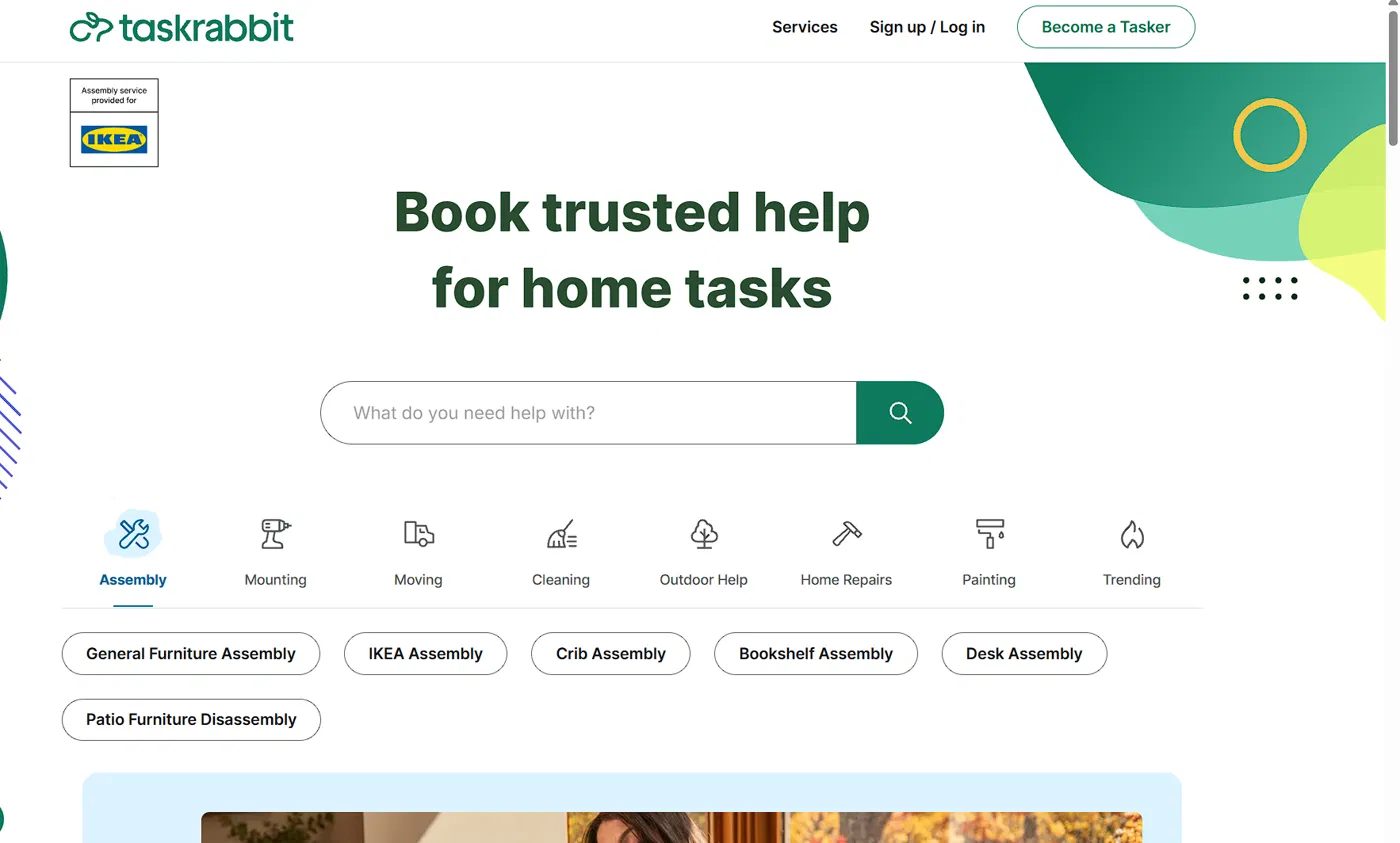 taskrabbit
Services
Sign up / Log in
Become a Tasker
Assembly service
provided for
IKEA
Book trusted help
for home tasks
What do you need help with?
Assembly
Mounting
Moving
Cleaning
Outdoor Help
Home Repairs
Painting
Trending
General Furniture Assembly
IKEA Assembly
Crib Assembly
Bookshelf Assembly
Desk Assembly
Patio Furniture Disassembly